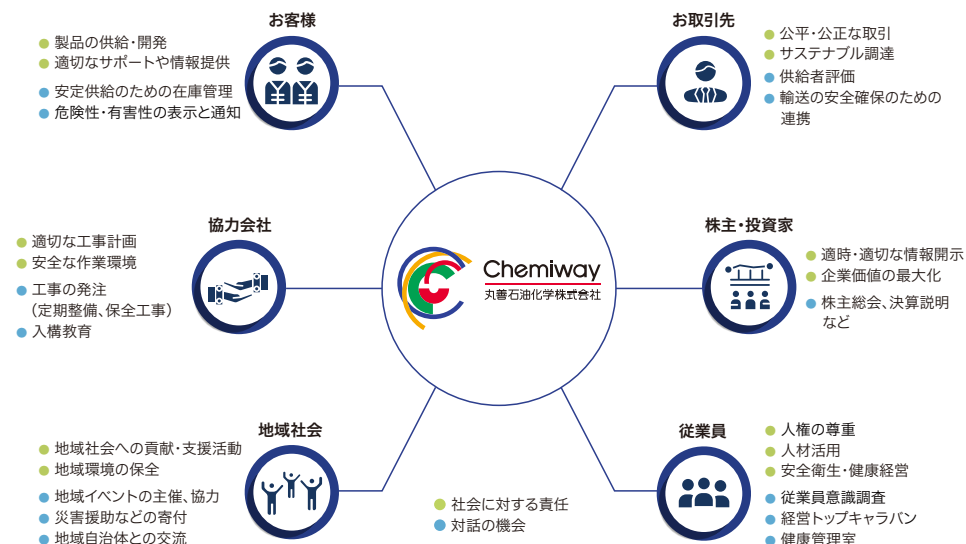 お客様
製品の供給・開発
適切なサポートや情報提供
安定供給のための在庫管理
危険性・有害性の表示と通知
お取引先
公平・公正な取引
サステナブル調達
供給者評価
輸送の安全確保のための
連携
協力会社
適切な工事計画
安全な作業環境
工事の発注
（定期整備、保全工事）
入構教育
Chemiway
丸善石油化学株式会社
株主・投資家
適時・適切な情報開示
企業価値の最大化
株主総会、決算説明
など
地域社会
地域社会への貢献・支援活動
地域環境の保全
地域イベントの主催、協力
災害援助などの寄付
地域自治体との交流
社会に対する責任
対話の機会
従業員
人権の尊重
人材活用
安全衛生・健康経営
従業員意識調査
経営トップキャラバン
健康管理室